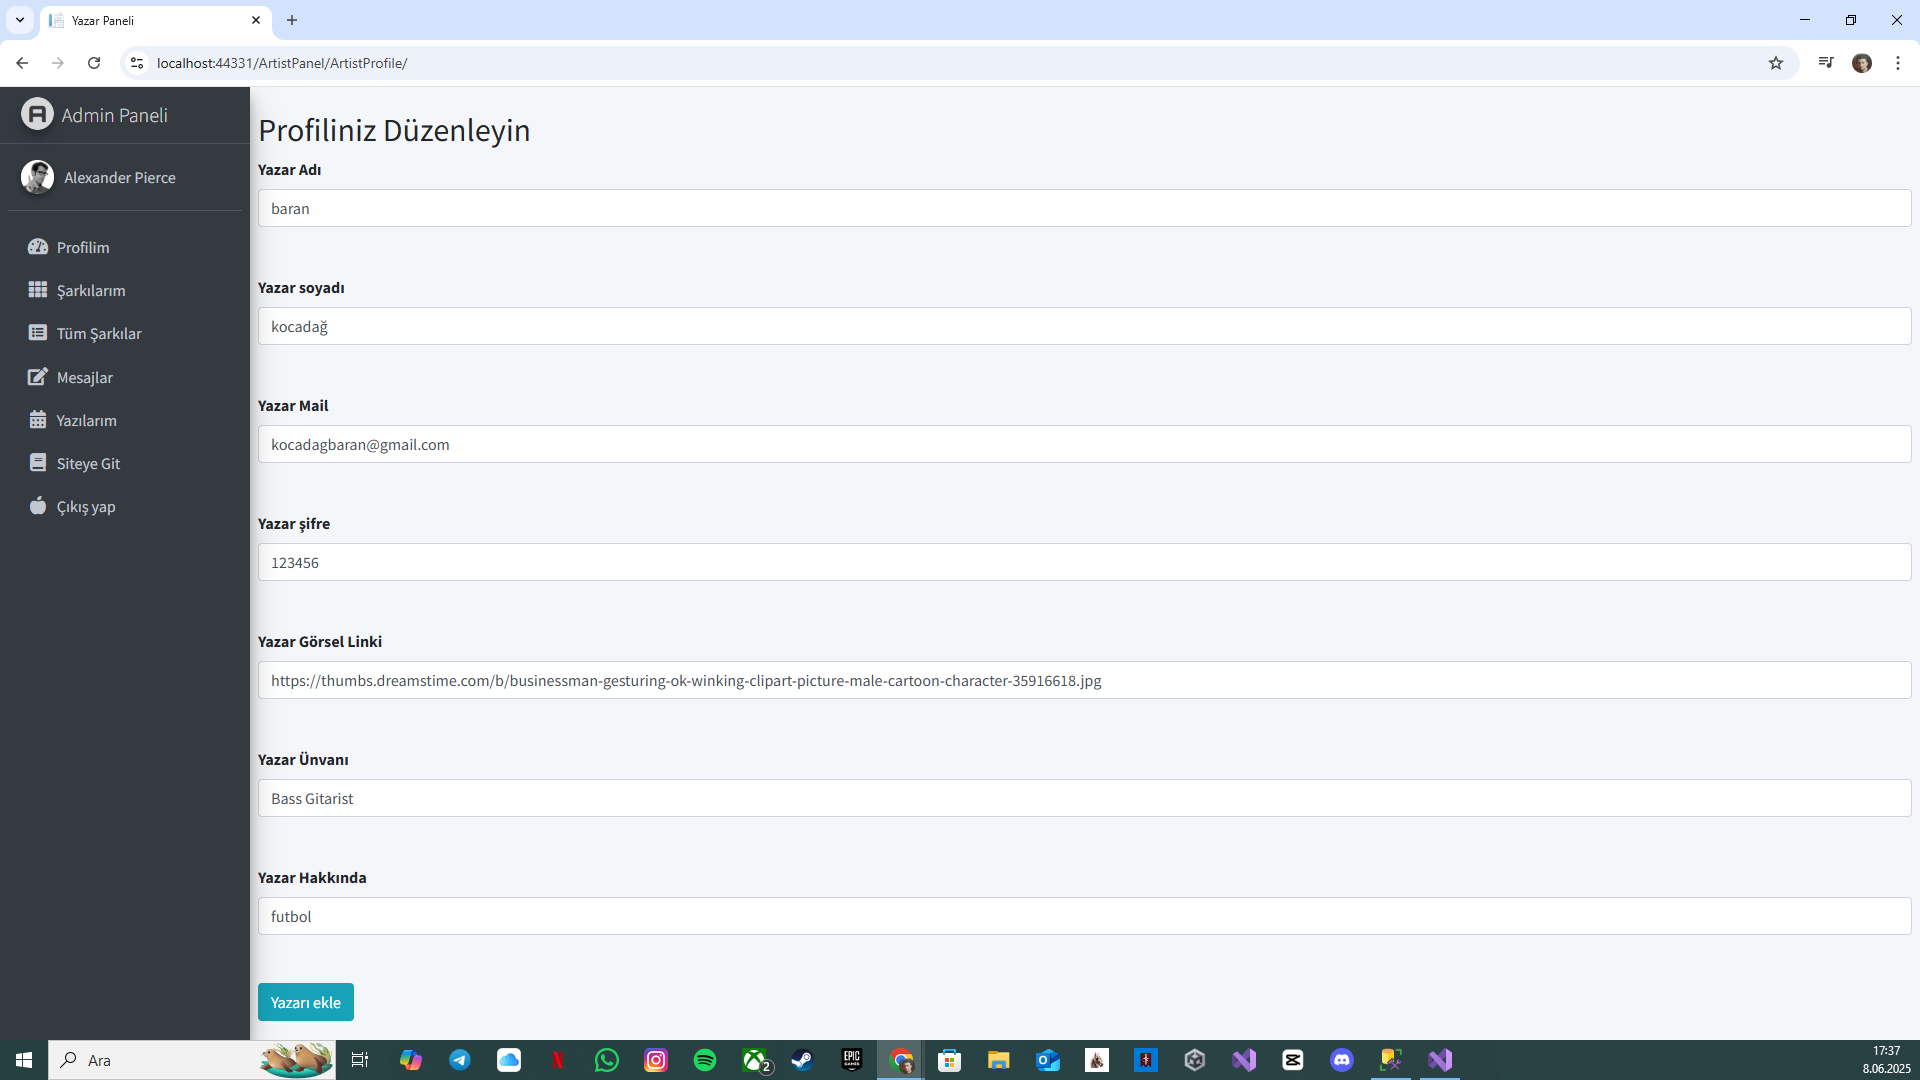 Yazar Paneli
localhost:44331/ArtistPanel/ArtistProfile/
Admin Paneli
Alexander Pierce
Profilim
Şarkılarım
Tüm Şarkılar
Mesajlar
Yazılarım
Siteye Git
Çıkış yap
Profiliniz Düzenleyin
Yazar Adı
baran
Yazar soyadı
kocadağ
Yazar Mail
kocadagbaran@gmail.com
Yazar şifre
123456
Yazar Görsel Linki
https://thumbs.dreamstime.com/b/businessman-gesturing-ok-winking-clipart-picture-male-cartoon-character-35916618.jpg
Yazar Ünvanı
Bass Gitarist
Yazar Hakkında
futbol
Yazarı ekle
Ara
2
EPIC
GAMES
17:37
8.06.2025